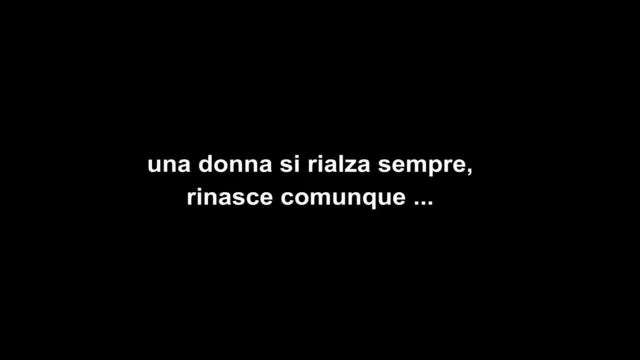 una donna si rialza sempre,
rinasce comunque ...